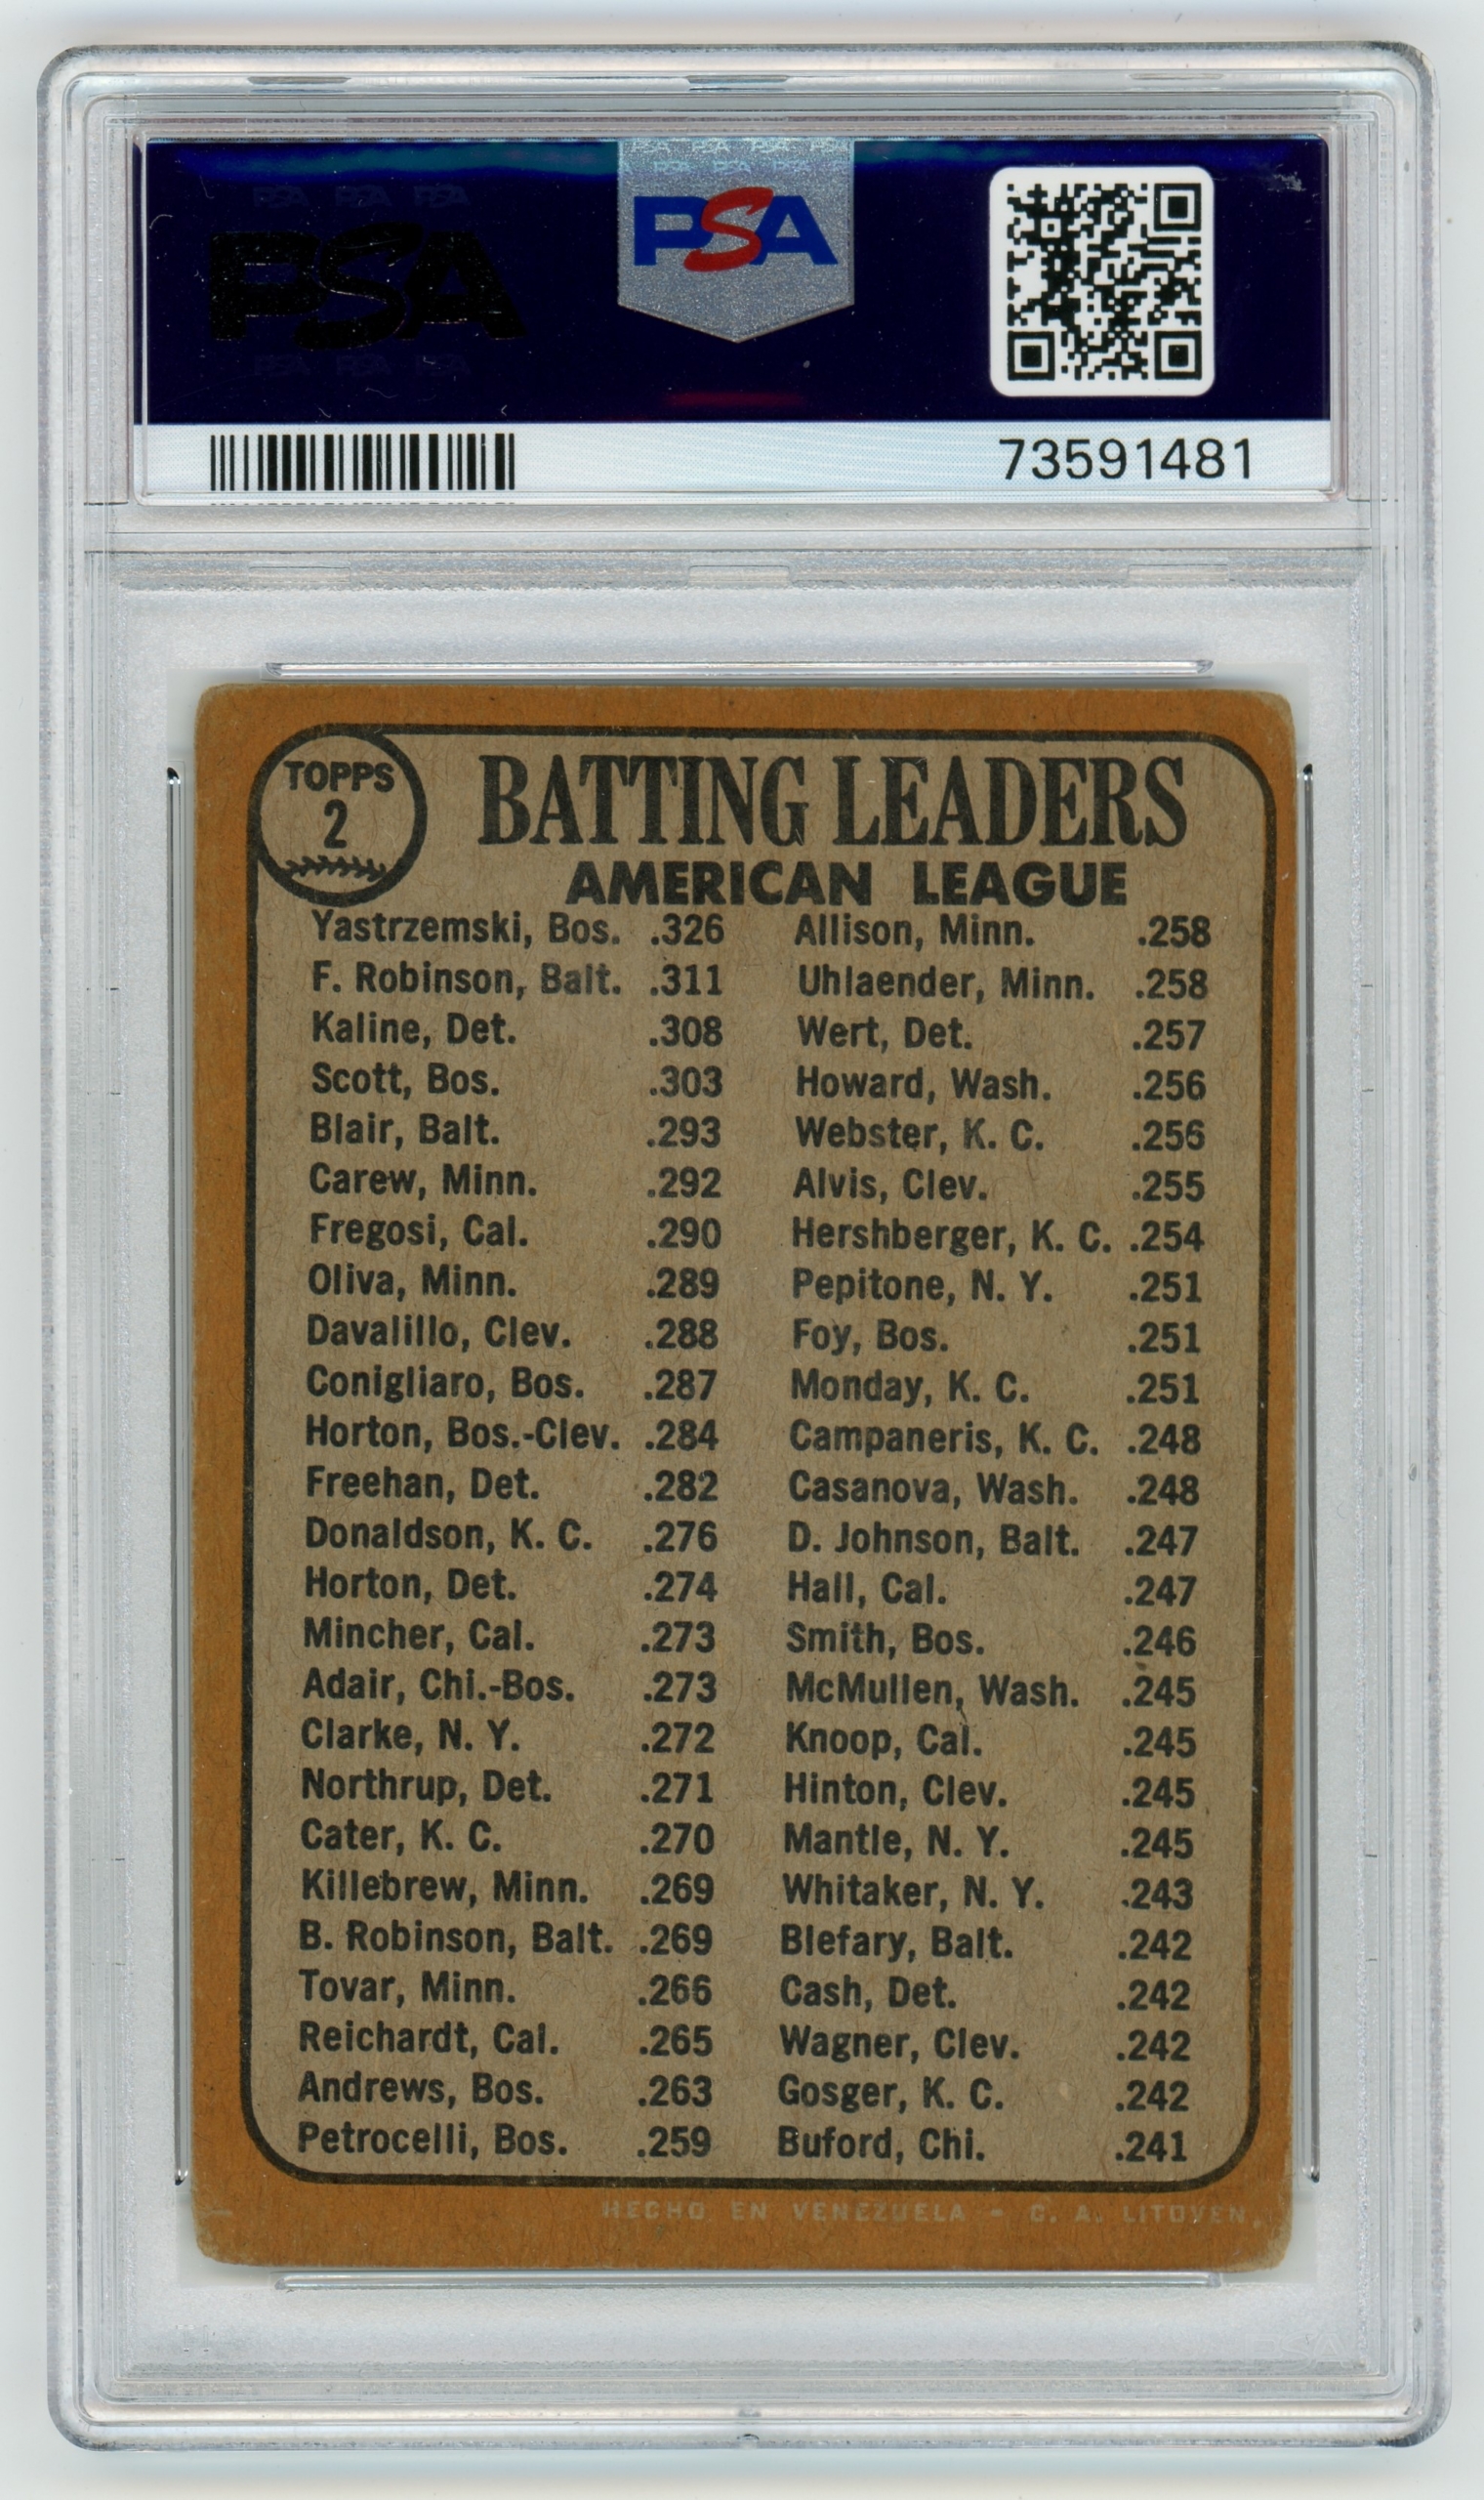 PSA
PSA
73591481
TOPPS
2
BATTING LEADERS
AMERICAN LEAGUE
Yastrzemski, Bos. .326 Allison, Minn. .258
F. Robinson, Balt. .311 Uhlaender, Minn. .258
Kaline, Det. .308 Wert, Det. .257
Scott, Bos. .303 Howard, Wash. .256
Blair, Balt. .293 Webster, K. C. .256
Carew, Minn. .292 Alvis, Clev. .255
Fregosi, Cal. .290 Hershberger, K. C. .254
Oliva, Minn. .289 Pepitone, N. Y. .251
Davalillo, Clev. .288 Foy, Bos. .251
Conigliaro, Bos. .287 Monday, K. C. .251
Horton, Bos.-Clev. .284 Campaneris, K. C. .248
Freehan, Det. .282 Casanova, Wash. .248
Donaldson, K. C. .276 D. Johnson, Balt. .247
Horton, Det. .274 Hall, Cal. .247
Mincher, Cal. .273 Smith, Bos. .246
Adair, Chi.-Bos. .273 McMullen, Wash. .245
Clarke, N. Y. .272 Knoop, Cal. .245
Northrup, Det. .271 Hinton, Clev. .245
Cater, K. C. .270 Mantle, N. Y. .245
Killebrew, Minn. .269 Whitaker, N. Y. .243
B. Robinson, Balt. .269 Blefary, Balt. .242
Tovar, Minn. .266 Cash, Det. .242
Reichardt, Cal. .265 Wagner, Clev. .242
Andrews, Bos. .263 Gosger, K. C. .242
Petrocelli, Bos. .259 Buford, Chi. .241
HECHO EN VENEZUELA - C. A. LITOVEN